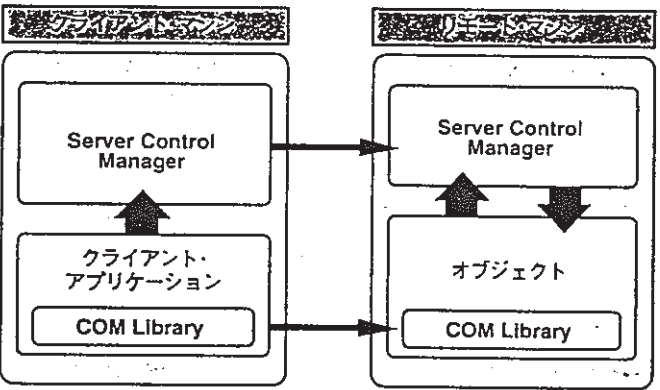 クライアント・マシン
リモート・マシン
Server Control
Manager
Server Control
Manager
クライアント・
アプリケーション
COM Library
オブジェクト
COM Library